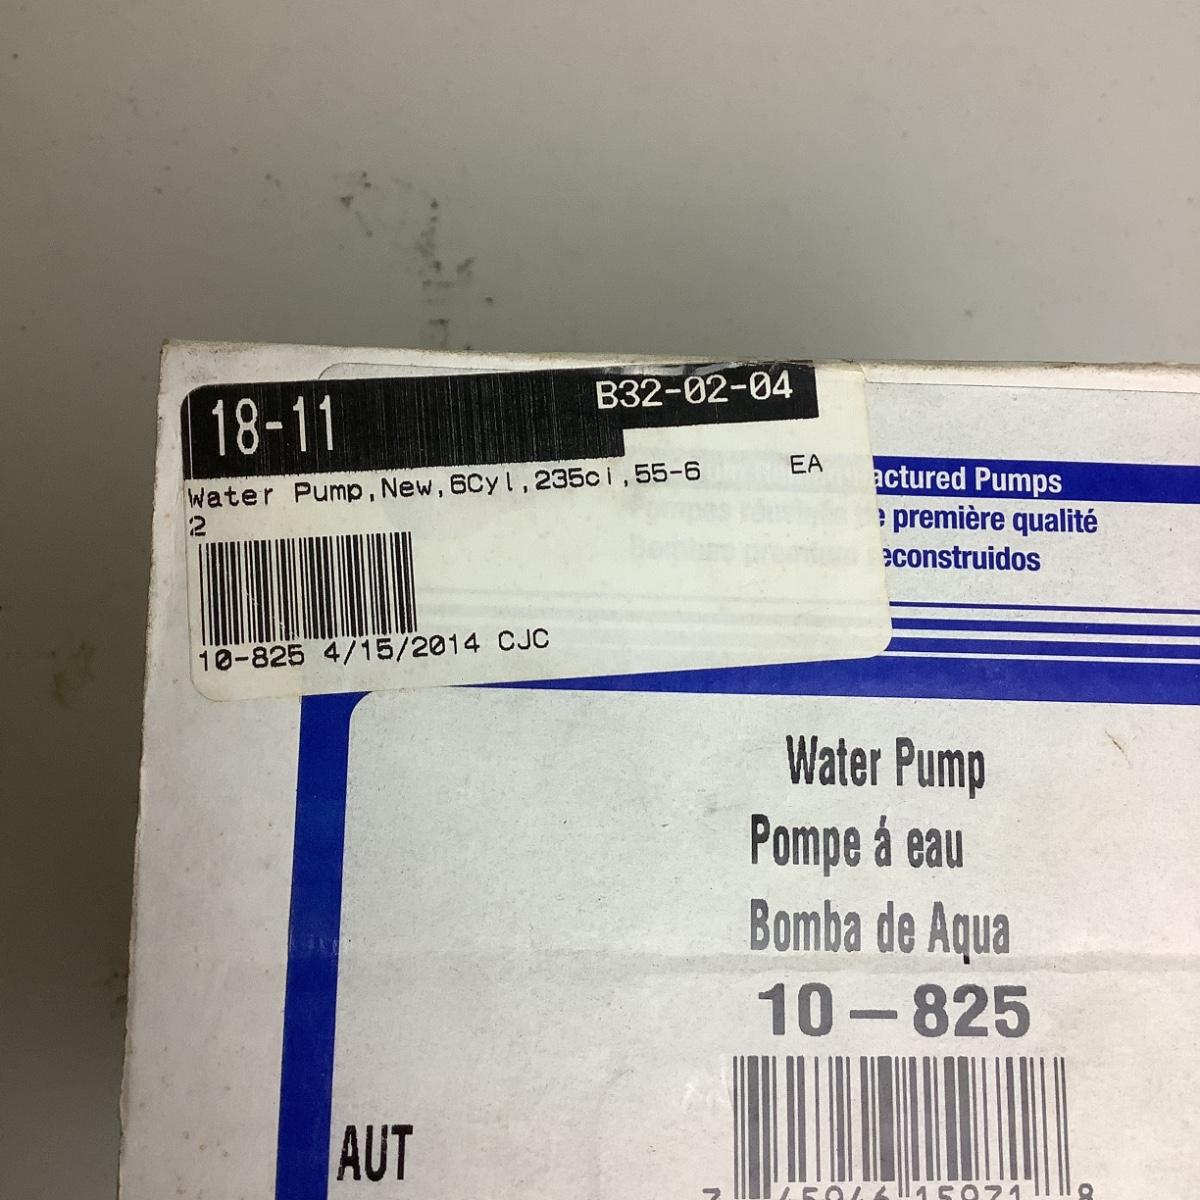 18-11
B32-02-04
Water Pump,New,6Cyl,235ci,55-6
2
EA
10-825 4/15/2014 CJC
actured Pumps
première qualité
econstruidos
Water Pump
Pompe á eau
Bomba de Aqua
10-825
AUT